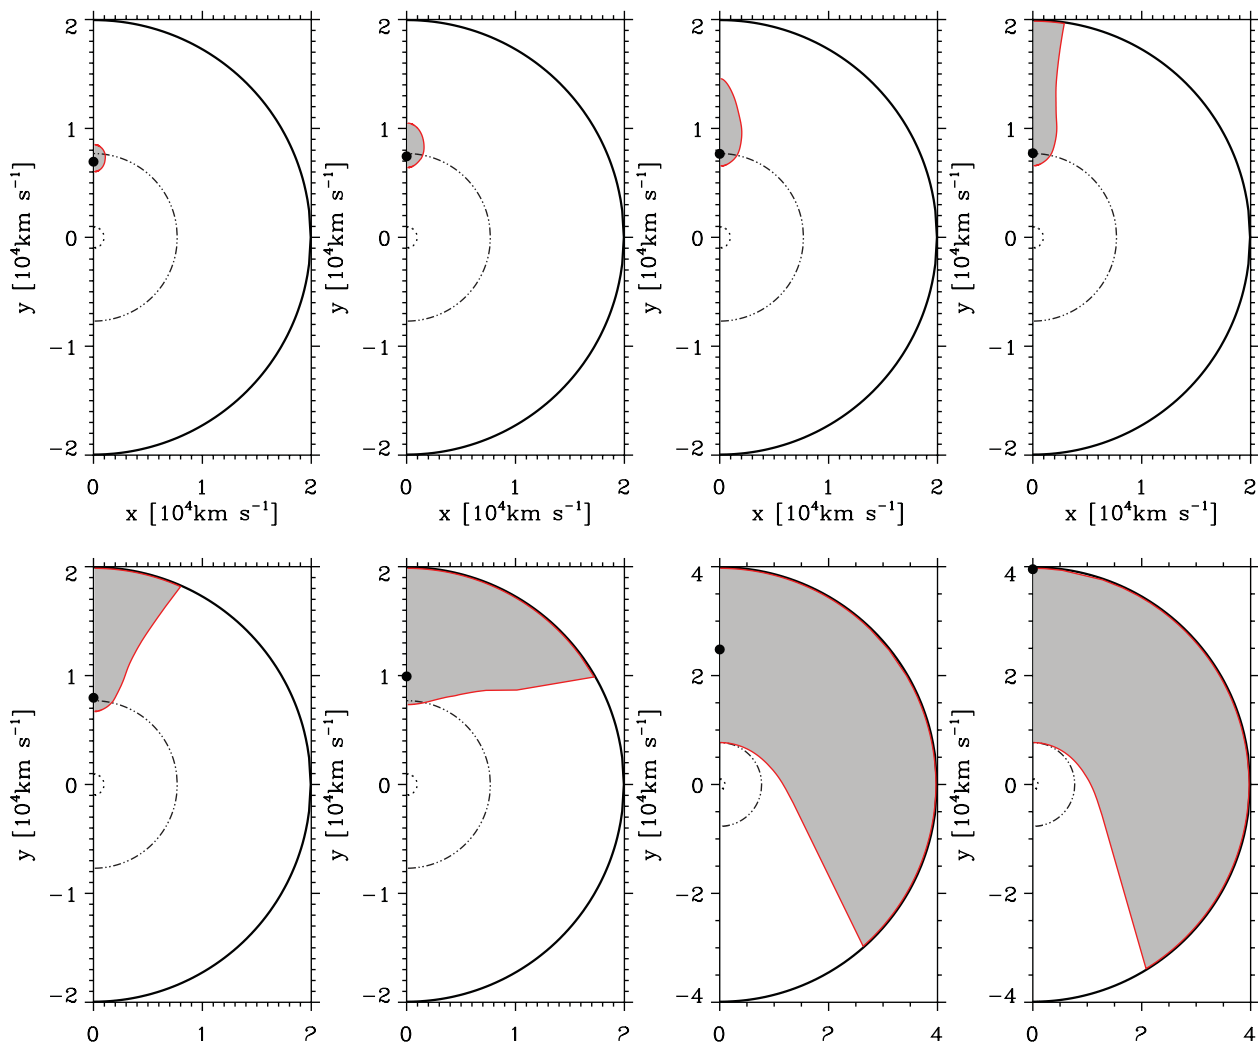 2 2 2 2
1 1 1 1
0 0 0 0
−1 −1 −1 −1
−2 −2 −2 −2
y [10⁴km s⁻¹] y [10⁴km s⁻¹] y [10⁴km s⁻¹] y [10⁴km s⁻¹]
0 1 2 0 1 2 0 1 2 0 1 2
x [10⁴km s⁻¹] x [10⁴km s⁻¹] x [10⁴km s⁻¹] x [10⁴km s⁻¹]
2 2 4 4
1 1 2 2
0 0 0 0
−1 −1 −2 −2
−2 −2 −4 −4
y [10⁴km s⁻¹] y [10⁴km s⁻¹] y [10⁴km s⁻¹] y [10⁴km s⁻¹]
0 1 2 0 1 2 0 2 4 0 2 4